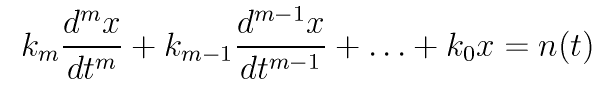 k_m \frac{d^m x}{dt^m} + k_{m-1} \frac{d^{m-1} x}{dt^{m-1}} + \ldots + k_0 x = n(t)